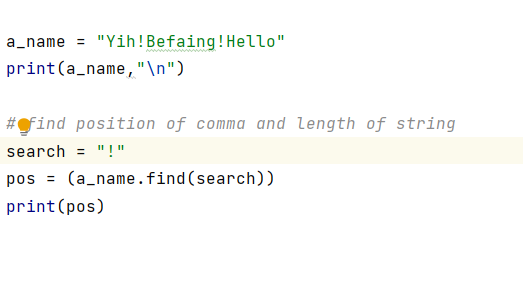 a_name = "Yih!Befaing!Hello"
print(a_name,"\n")
# find position of comma and length of string
search = "!"
pos = (a_name.find(search))
print(pos)